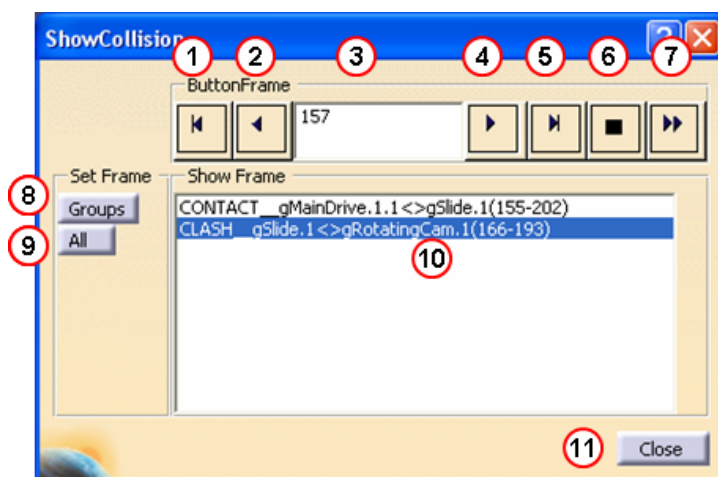 ShowCollision
1 2 3 4 5 6 7
ButtonFrame
157
Set Frame
Show Frame
8
Groups
CONTACT__gMainDrive.1.1<>gSlide.1(155-202)
9
All
CLASH__gSlide.1<>gRotatingCam.1(166-193)
10
11
Close